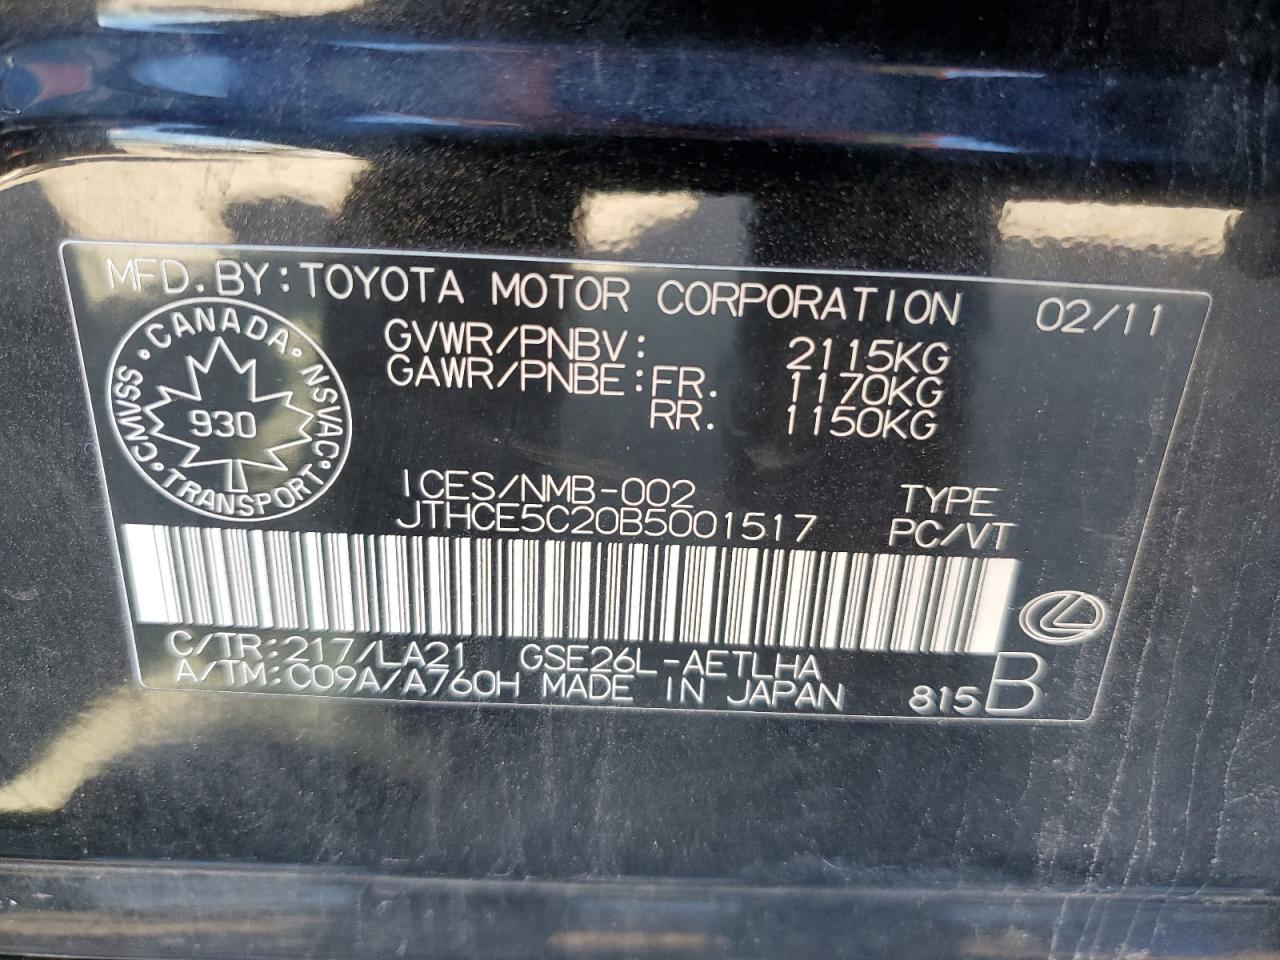 MFD. BY: TOYOTA MOTOR CORPORATION 02/11
GVWR/PNBV: 2115KG
GAWR/PNBE: FR. 1170KG
RR. 1150KG
CANADA · NSVAC · TRANSPORT · CMVSS ·
930
ICES/NMB-002
JTHCE5C20B5001517
TYPE
PC/VT
C/TR: 217/LA21 GSE26L-AETLHA
A/TM: C09A/A760H MADE IN JAPAN
815 B